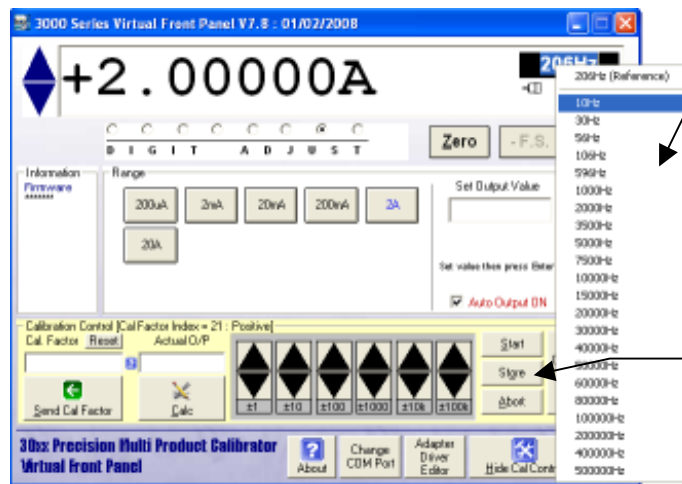 3000 Series Virtual Front Panel V7.8 : 01/02/2008
+2.00000A
206Hz
DIGIT ADJUST
Zero
- F.S.
Information
Firmware
Range
200uA
2mA
20mA
200mA
2A
20A
Set Output Value
Set value then press Enter
Auto Output ON
Calibration Control [Cal Factor Index = 21 : Positive]
Cal. Factor
Reset
Actual O/P
Send Cal Factor
Calc
±1
±10
±100
±1000
±10k
±100k
Start
Store
Abort
30xx Precision Multi Product Calibrator
Virtual Front Panel
About
Change
COM Port
Adapter
Driver
Editor
Hide Cal Contr
206Hz (Reference)
10Hz
30Hz
56Hz
106Hz
596Hz
1000Hz
2000Hz
3500Hz
5000Hz
7500Hz
10000Hz
15000Hz
20000Hz
30000Hz
40000Hz
50000Hz
60000Hz
80000Hz
100000Hz
200000Hz
400000Hz
500000Hz